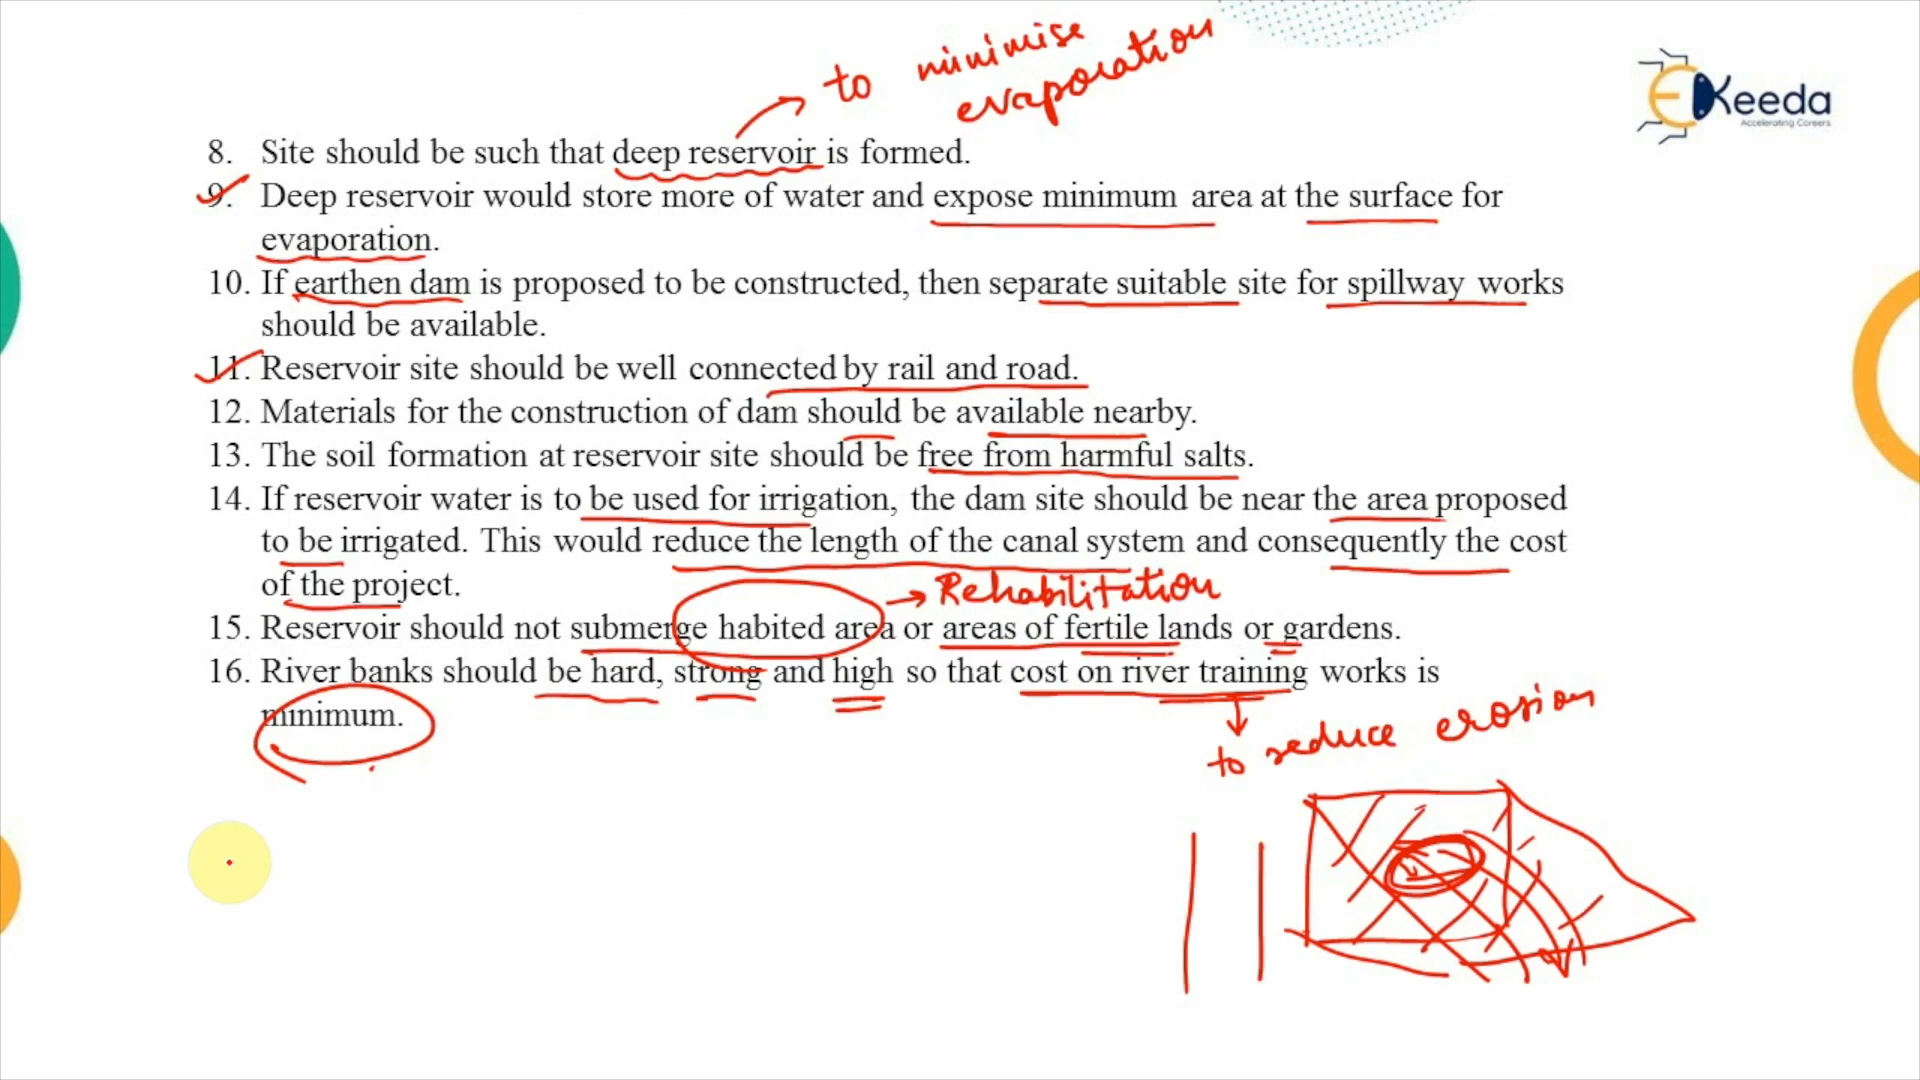 to minimise
evaporation
EKeeda
Accelerating Careers
8. Site should be such that deep reservoir is formed.
9. Deep reservoir would store more of water and expose minimum area at the surface for
evaporation.
10. If earthen dam is proposed to be constructed, then separate suitable site for spillway works
should be available.
11. Reservoir site should be well connected by rail and road.
12. Materials for the construction of dam should be available nearby.
13. The soil formation at reservoir site should be free from harmful salts.
14. If reservoir water is to be used for irrigation, the dam site should be near the area proposed
to be irrigated. This would reduce the length of the canal system and consequently the cost
of the project.
Rehabilitation
15. Reservoir should not submerge habited area or areas of fertile lands or gardens.
16. River banks should be hard, strong and high so that cost on river training works is
minimum.
to reduce erosion